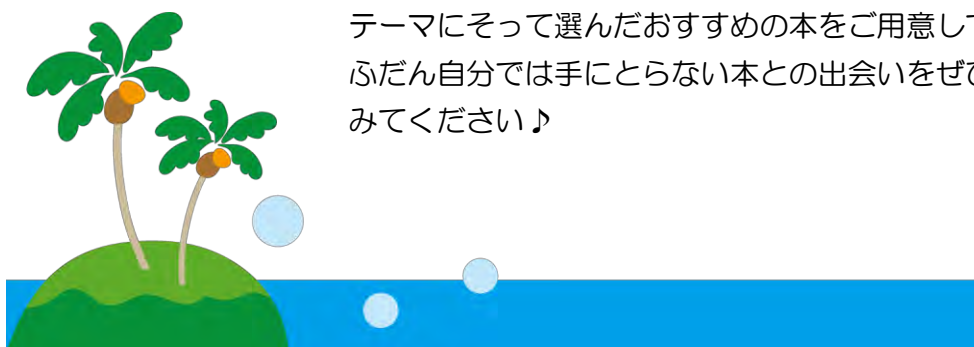 テーマにそって選んだおすすめの本をご用意して
ふだん自分では手にとらない本との出会いをぜひ
みてください♪